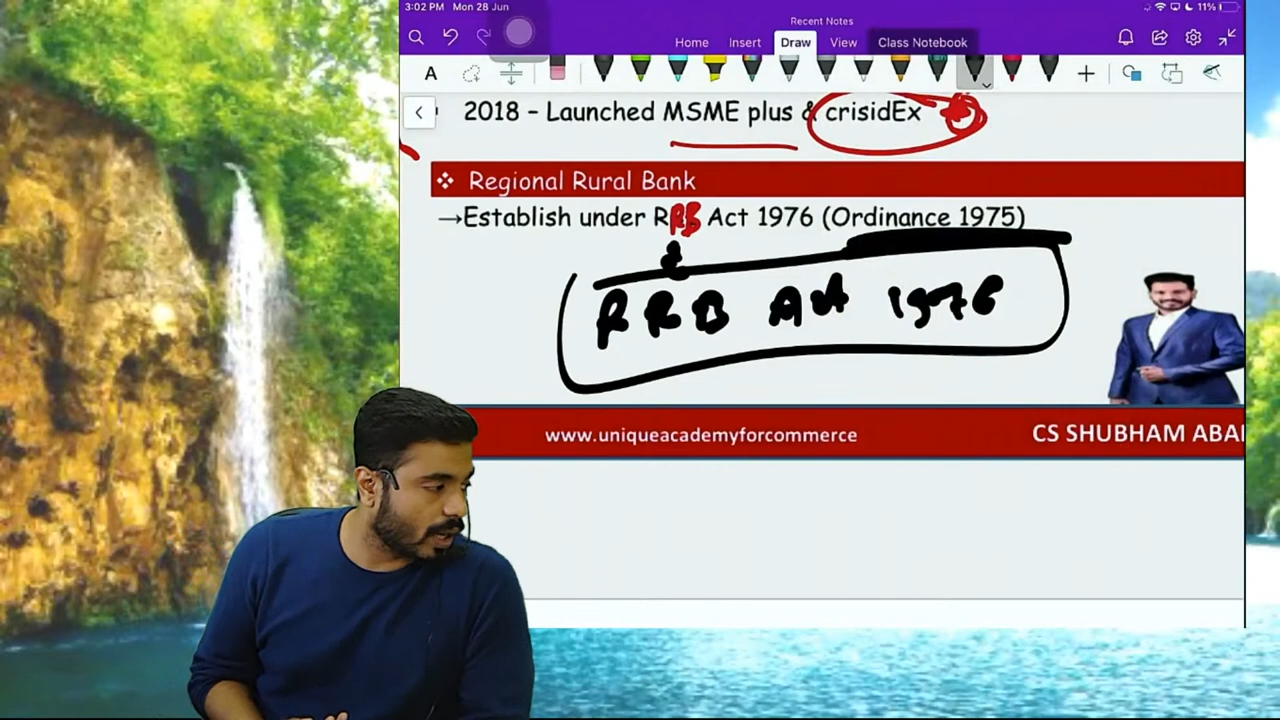 3:02 PM Mon 28 Jun
11%
Recent Notes
Home Insert Draw View Class Notebook
A
2018 – Launched MSME plus & crisidEx
❖ Regional Rural Bank
→Establish under RRB Act 1976 (Ordinance 1975)
RRB Act 1976
www.uniqueacademyforcommerce
CS SHUBHAM ABA